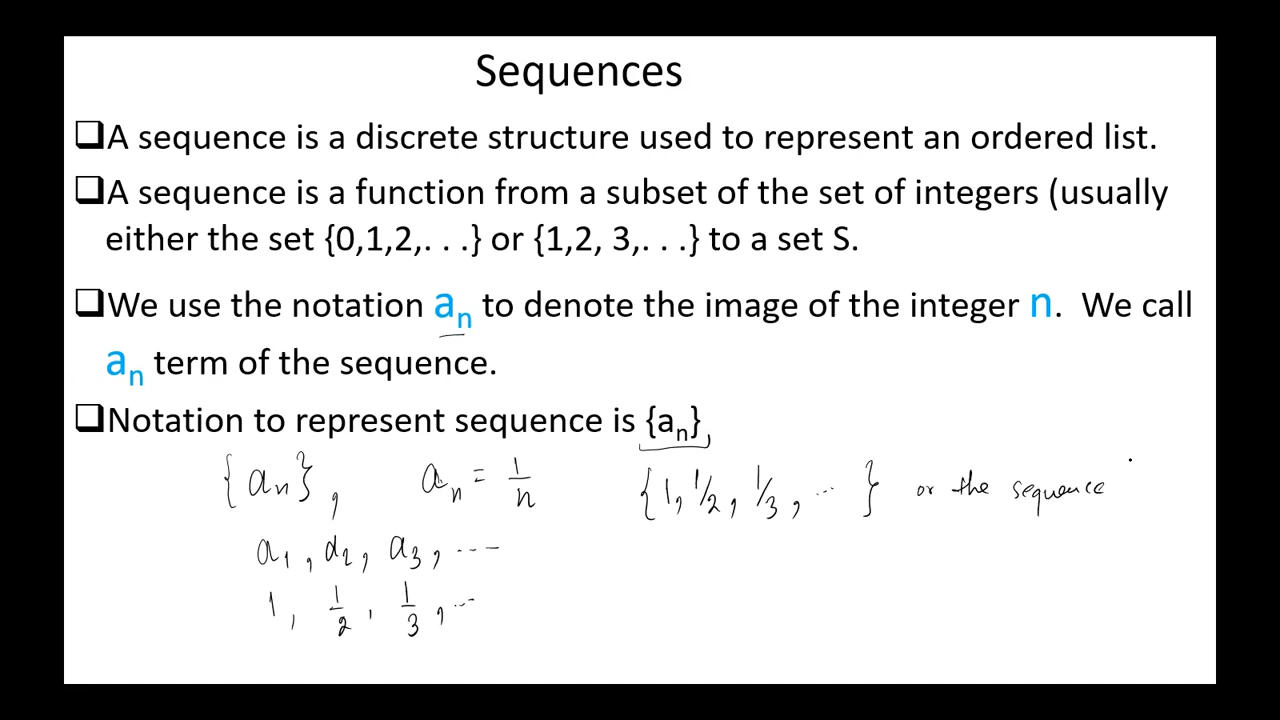 Sequences
❑A sequence is a discrete structure used to represent an ordered list.
❑A sequence is a function from a subset of the set of integers (usually
either the set {0,1,2,. . .} or {1,2, 3,. . .} to a set S.
❑We use the notation aₙ to denote the image of the integer n. We call
aₙ term of the sequence.
❑Notation to represent sequence is {aₙ}
{aₙ}, aₙ = 1/n {1, 1/2, 1/3, ...} or the sequence
a₁, a₂, a₃, ....
1, 1/2, 1/3, ...